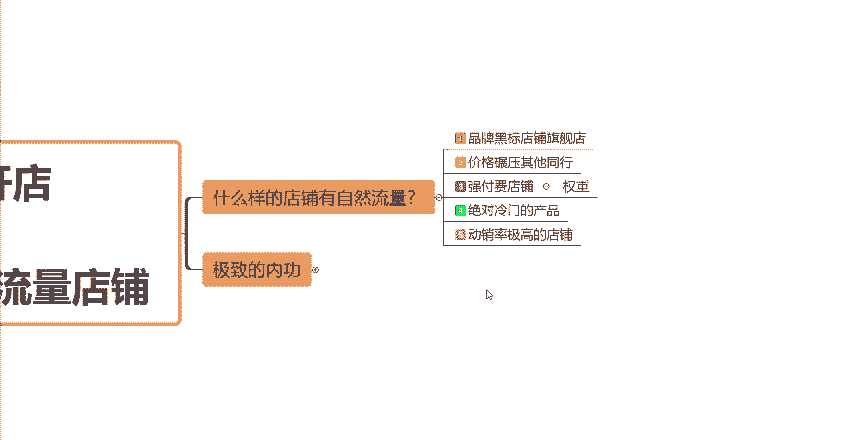 开店
流量店铺
什么样的店铺有自然流量？
极致的内功
1 品牌黑标店铺旗舰店
2 价格碾压其他同行
3 强付费店铺 权重
4 绝对冷门的产品
5 动销率极高的店铺